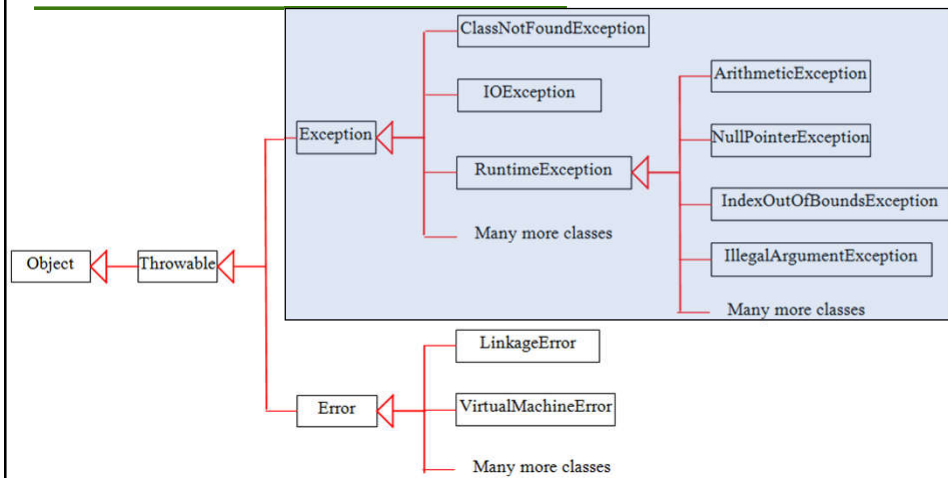 ClassNotFoundException
IOException
Exception
RuntimeException
Many more classes
ArithmeticException
NullPointerException
IndexOutOfBoundsException
IllegalArgumentException
Many more classes
Object
Throwable
LinkageError
Error
VirtualMachineError
Many more classes